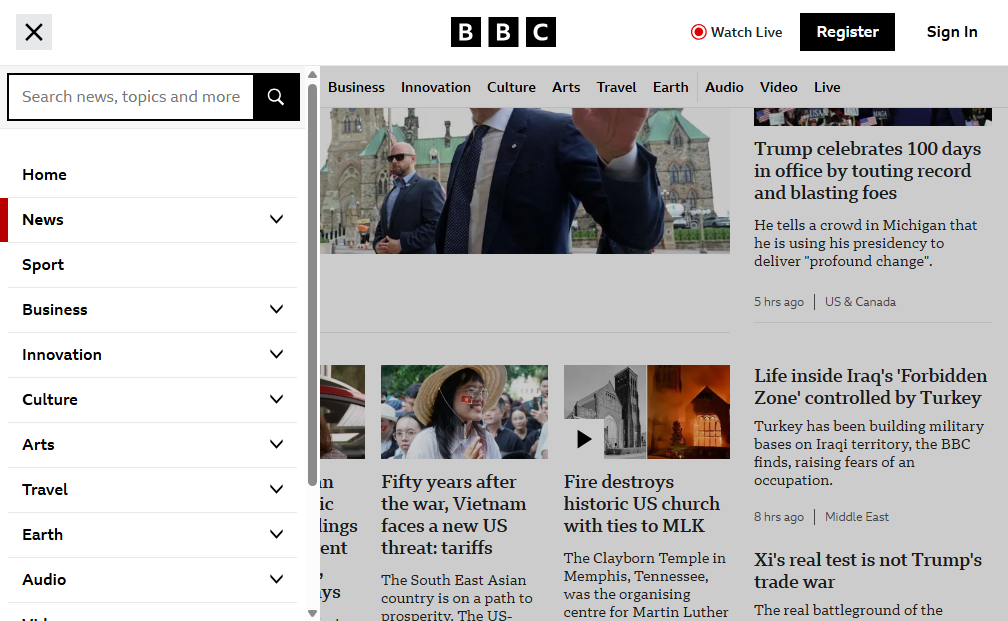 BBC
Watch Live
Register
Sign In
Search news, topics and more
Home
News
Sport
Business
Innovation
Culture
Arts
Travel
Earth
Audio
Business
Innovation
Culture
Arts
Travel
Earth
Audio
Video
Live
Trump celebrates 100 days
in office by touting record
and blasting foes
He tells a crowd in Michigan that
he is using his presidency to
deliver "profound change".
5 hrs ago
US & Canada
Fifty years after
the war, Vietnam
faces a new US
threat: tariffs
The South East Asian
country is on a path to
prosperity. The US-
Fire destroys
historic US church
with ties to MLK
The Clayborn Temple in
Memphis, Tennessee,
was the organising
centre for Martin Luther
Life inside Iraq's 'Forbidden
Zone' controlled by Turkey
Turkey has been building military
bases on Iraqi territory, the BBC
finds, raising fears of an
occupation.
8 hrs ago
Middle East
Xi's real test is not Trump's
trade war
The real battleground of the